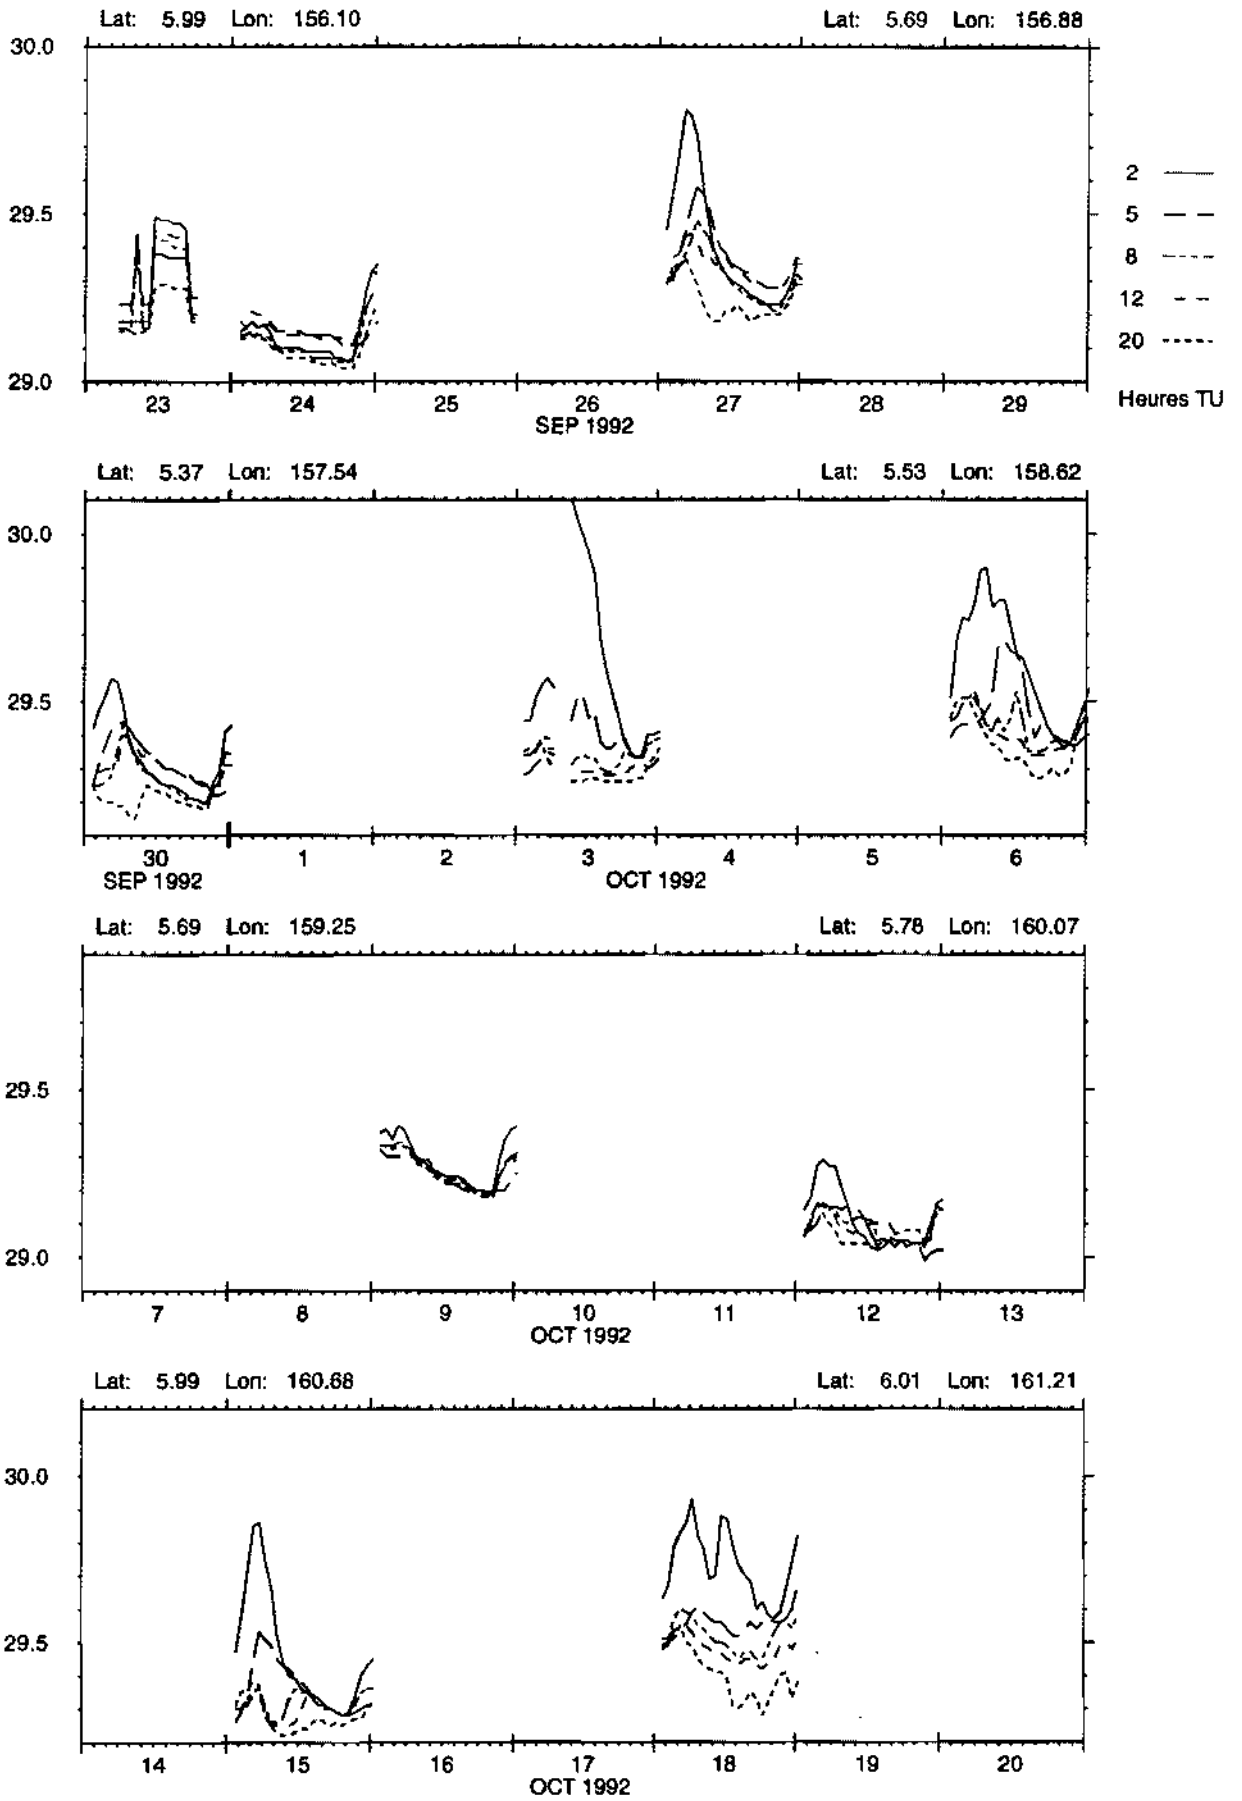 Lat: 5.99 Lon: 156.10 Lat: 5.69 Lon: 156.88
30.0
29.5
29.0
2
5
8
12
20
Heures TU
23 24 25 26 27 28 29
SEP 1992
Lat: 5.37 Lon: 157.54 Lat: 5.53 Lon: 158.62
30.0
29.5
30 1 2 3 4 5 6
SEP 1992 OCT 1992
Lat: 5.69 Lon: 159.25 Lat: 5.78 Lon: 160.07
29.5
29.0
7 8 9 10 11 12 13
OCT 1992
Lat: 5.99 Lon: 160.68 Lat: 6.01 Lon: 161.21
30.0
29.5
14 15 16 17 18 19 20
OCT 1992